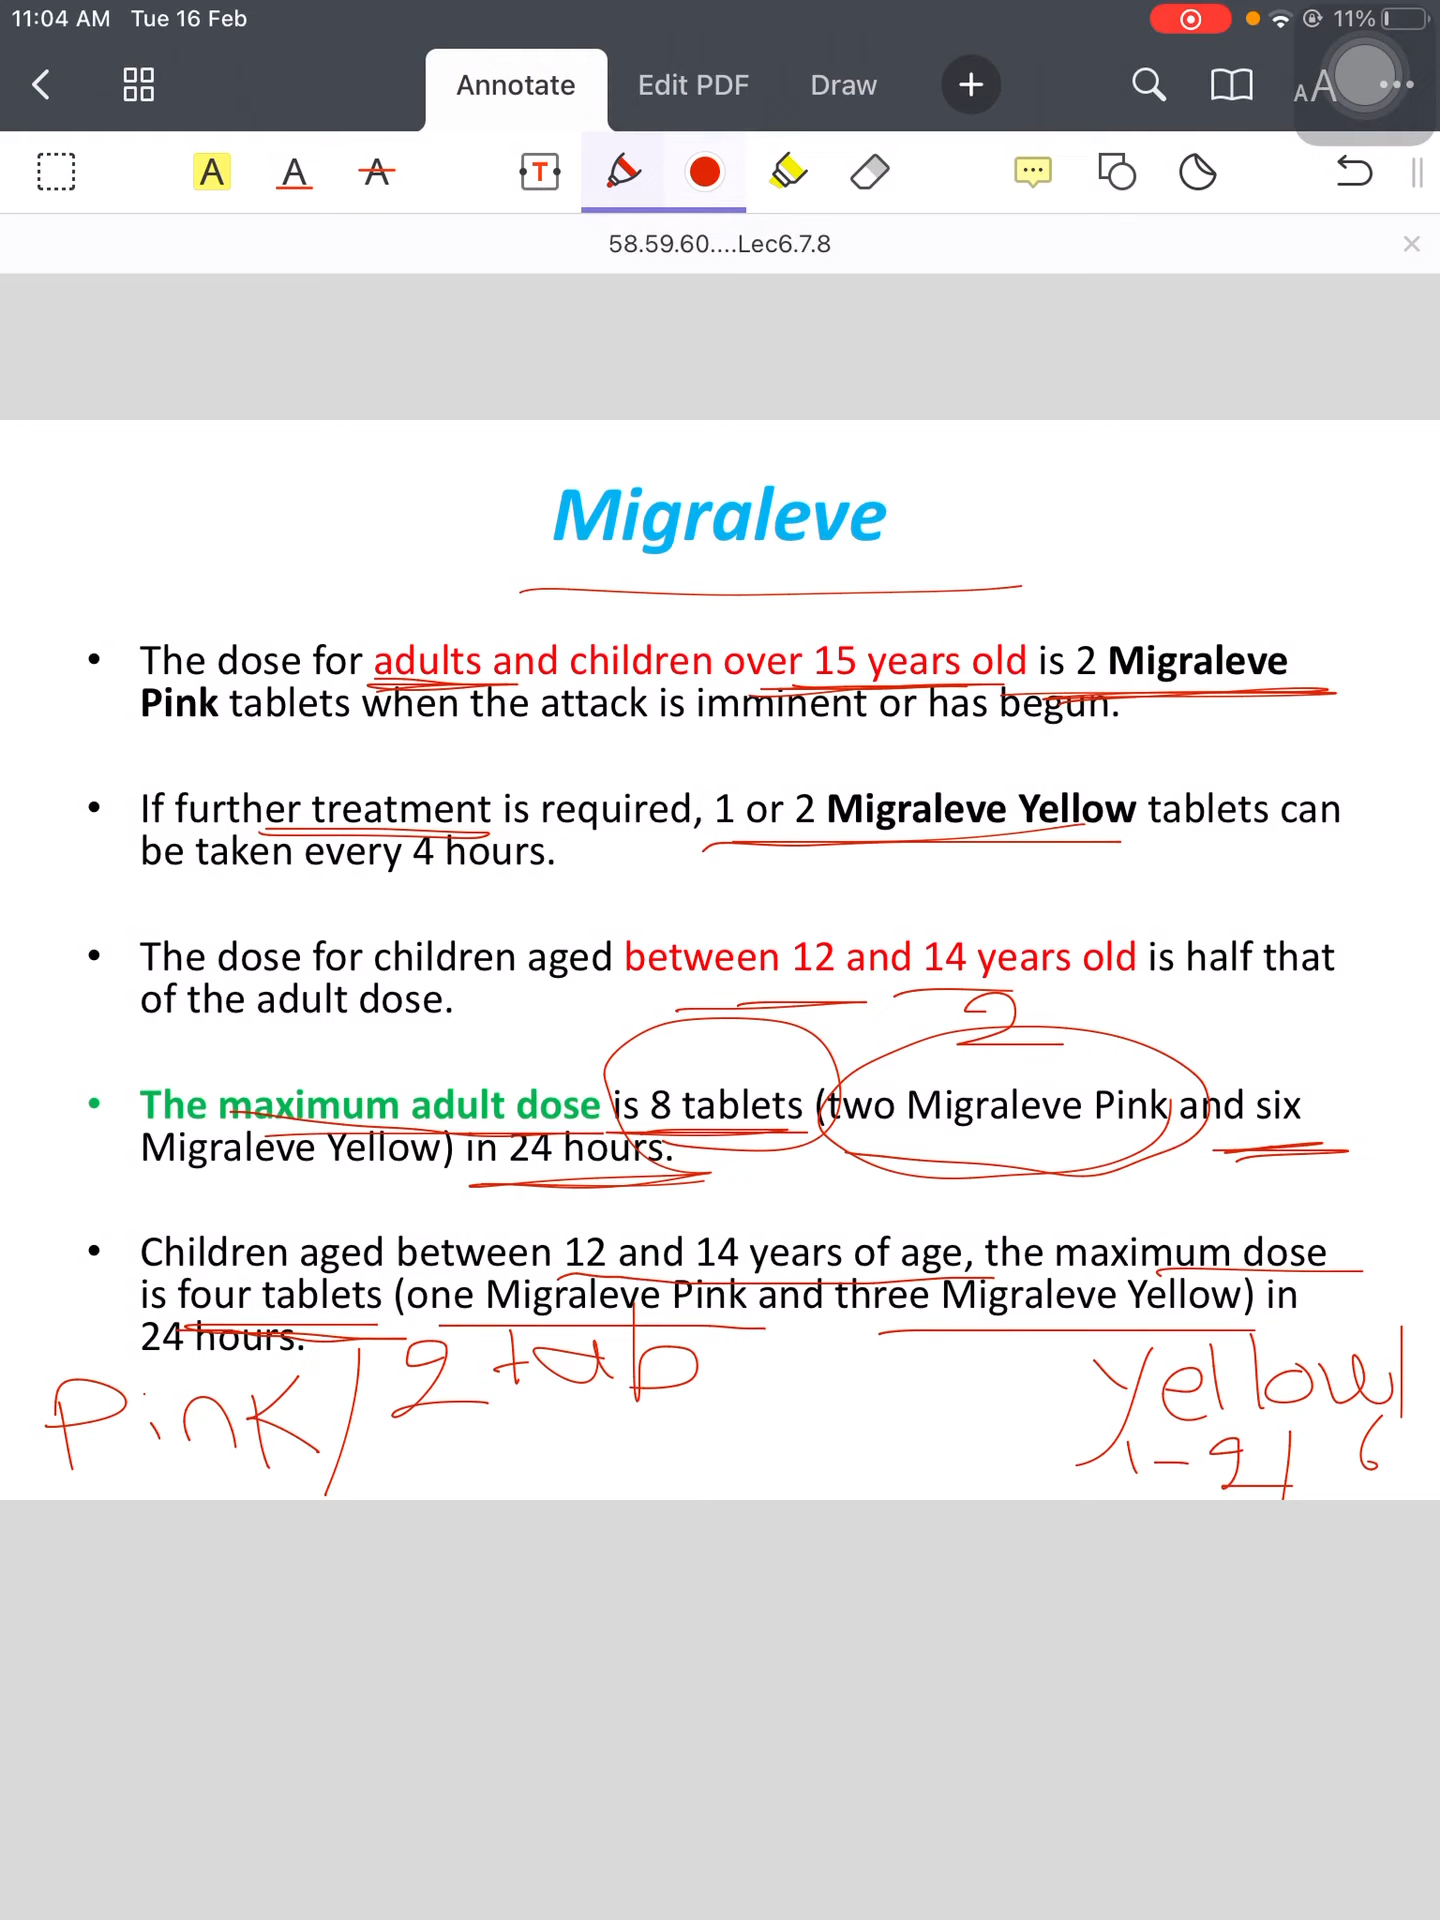 11:04 AM Tue 16 Feb
11%
Annotate Edit PDF Draw
AA
A A A T
58.59.60....Lec6.7.8
Migraleve
• The dose for adults and children over 15 years old is 2 Migraleve
Pink tablets when the attack is imminent or has begun.
• If further treatment is required, 1 or 2 Migraleve Yellow tablets can
be taken every 4 hours.
• The dose for children aged between 12 and 14 years old is half that
of the adult dose.
2
• The maximum adult dose is 8 tablets (two Migraleve Pink and six
Migraleve Yellow) in 24 hours.
• Children aged between 12 and 14 years of age, the maximum dose
is four tablets (one Migraleve Pink and three Migraleve Yellow) in
24 hours.
Pink / 2 tab
Yellow
1-2 6